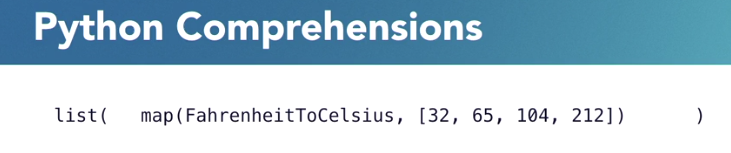 Python Comprehensions
list(   map(FahrenheitToCelsius, [32, 65, 104, 212])      )